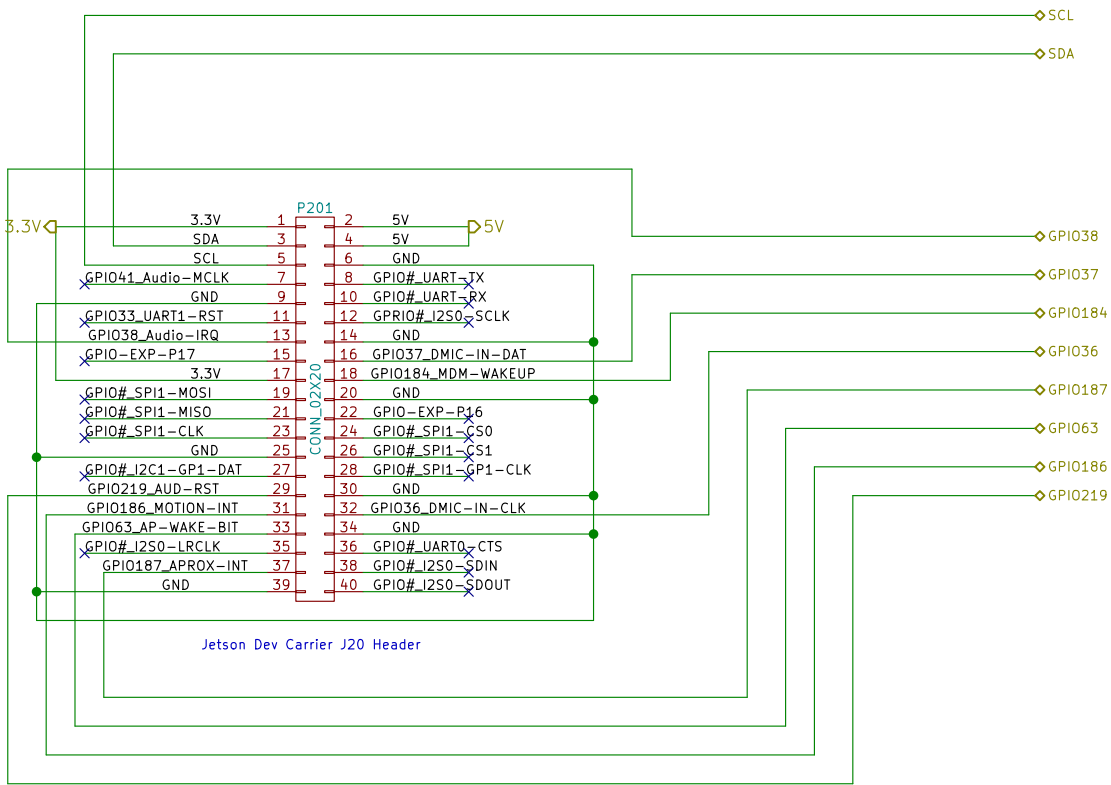 SCL
SDA
P201
3.3V 3.3V 1 2 5V 5V
SDA 3 4 5V
GPIO38
SCL 5 6 GND
GPIO41_Audio-MCLK 7 8 GPIO#_UART-TX
GPIO37
GND 9 10 GPIO#_UART-RX
GPIO33_UART1-RST 11 12 GPRIO#_I2S0-SCLK
GPIO184
GPIO38_Audio-IRQ 13 14 GND
GPIO-EXP-P17 15 16 GPIO37_DMIC-IN-DAT
GPIO36
3.3V 17 18 GPIO184_MDM-WAKEUP
GPIO#_SPI1-MOSI 19 20 GND
GPIO187
GPIO#_SPI1-MISO 21 22 GPIO-EXP-P16
CONN_02X20
GPIO#_SPI1-CLK 23 24 GPIO#_SPI1-CS0
GPIO63
GND 25 26 GPIO#_SPI1-CS1
GPIO#_I2C1-GP1-DAT 27 28 GPIO#_SPI1-GP1-CLK
GPIO186
GPIO219_AUD-RST 29 30 GND
GPIO219
GPIO186_MOTION-INT 31 32 GPIO36_DMIC-IN-CLK
GPIO63_AP-WAKE-BIT 33 34 GND
GPIO#_I2S0-LRCLK 35 36 GPIO#_UART0-CTS
GPIO187_APROX-INT 37 38 GPIO#_I2S0-SDIN
GND 39 40 GPIO#_I2S0-SDOUT
Jetson Dev Carrier J20 Header